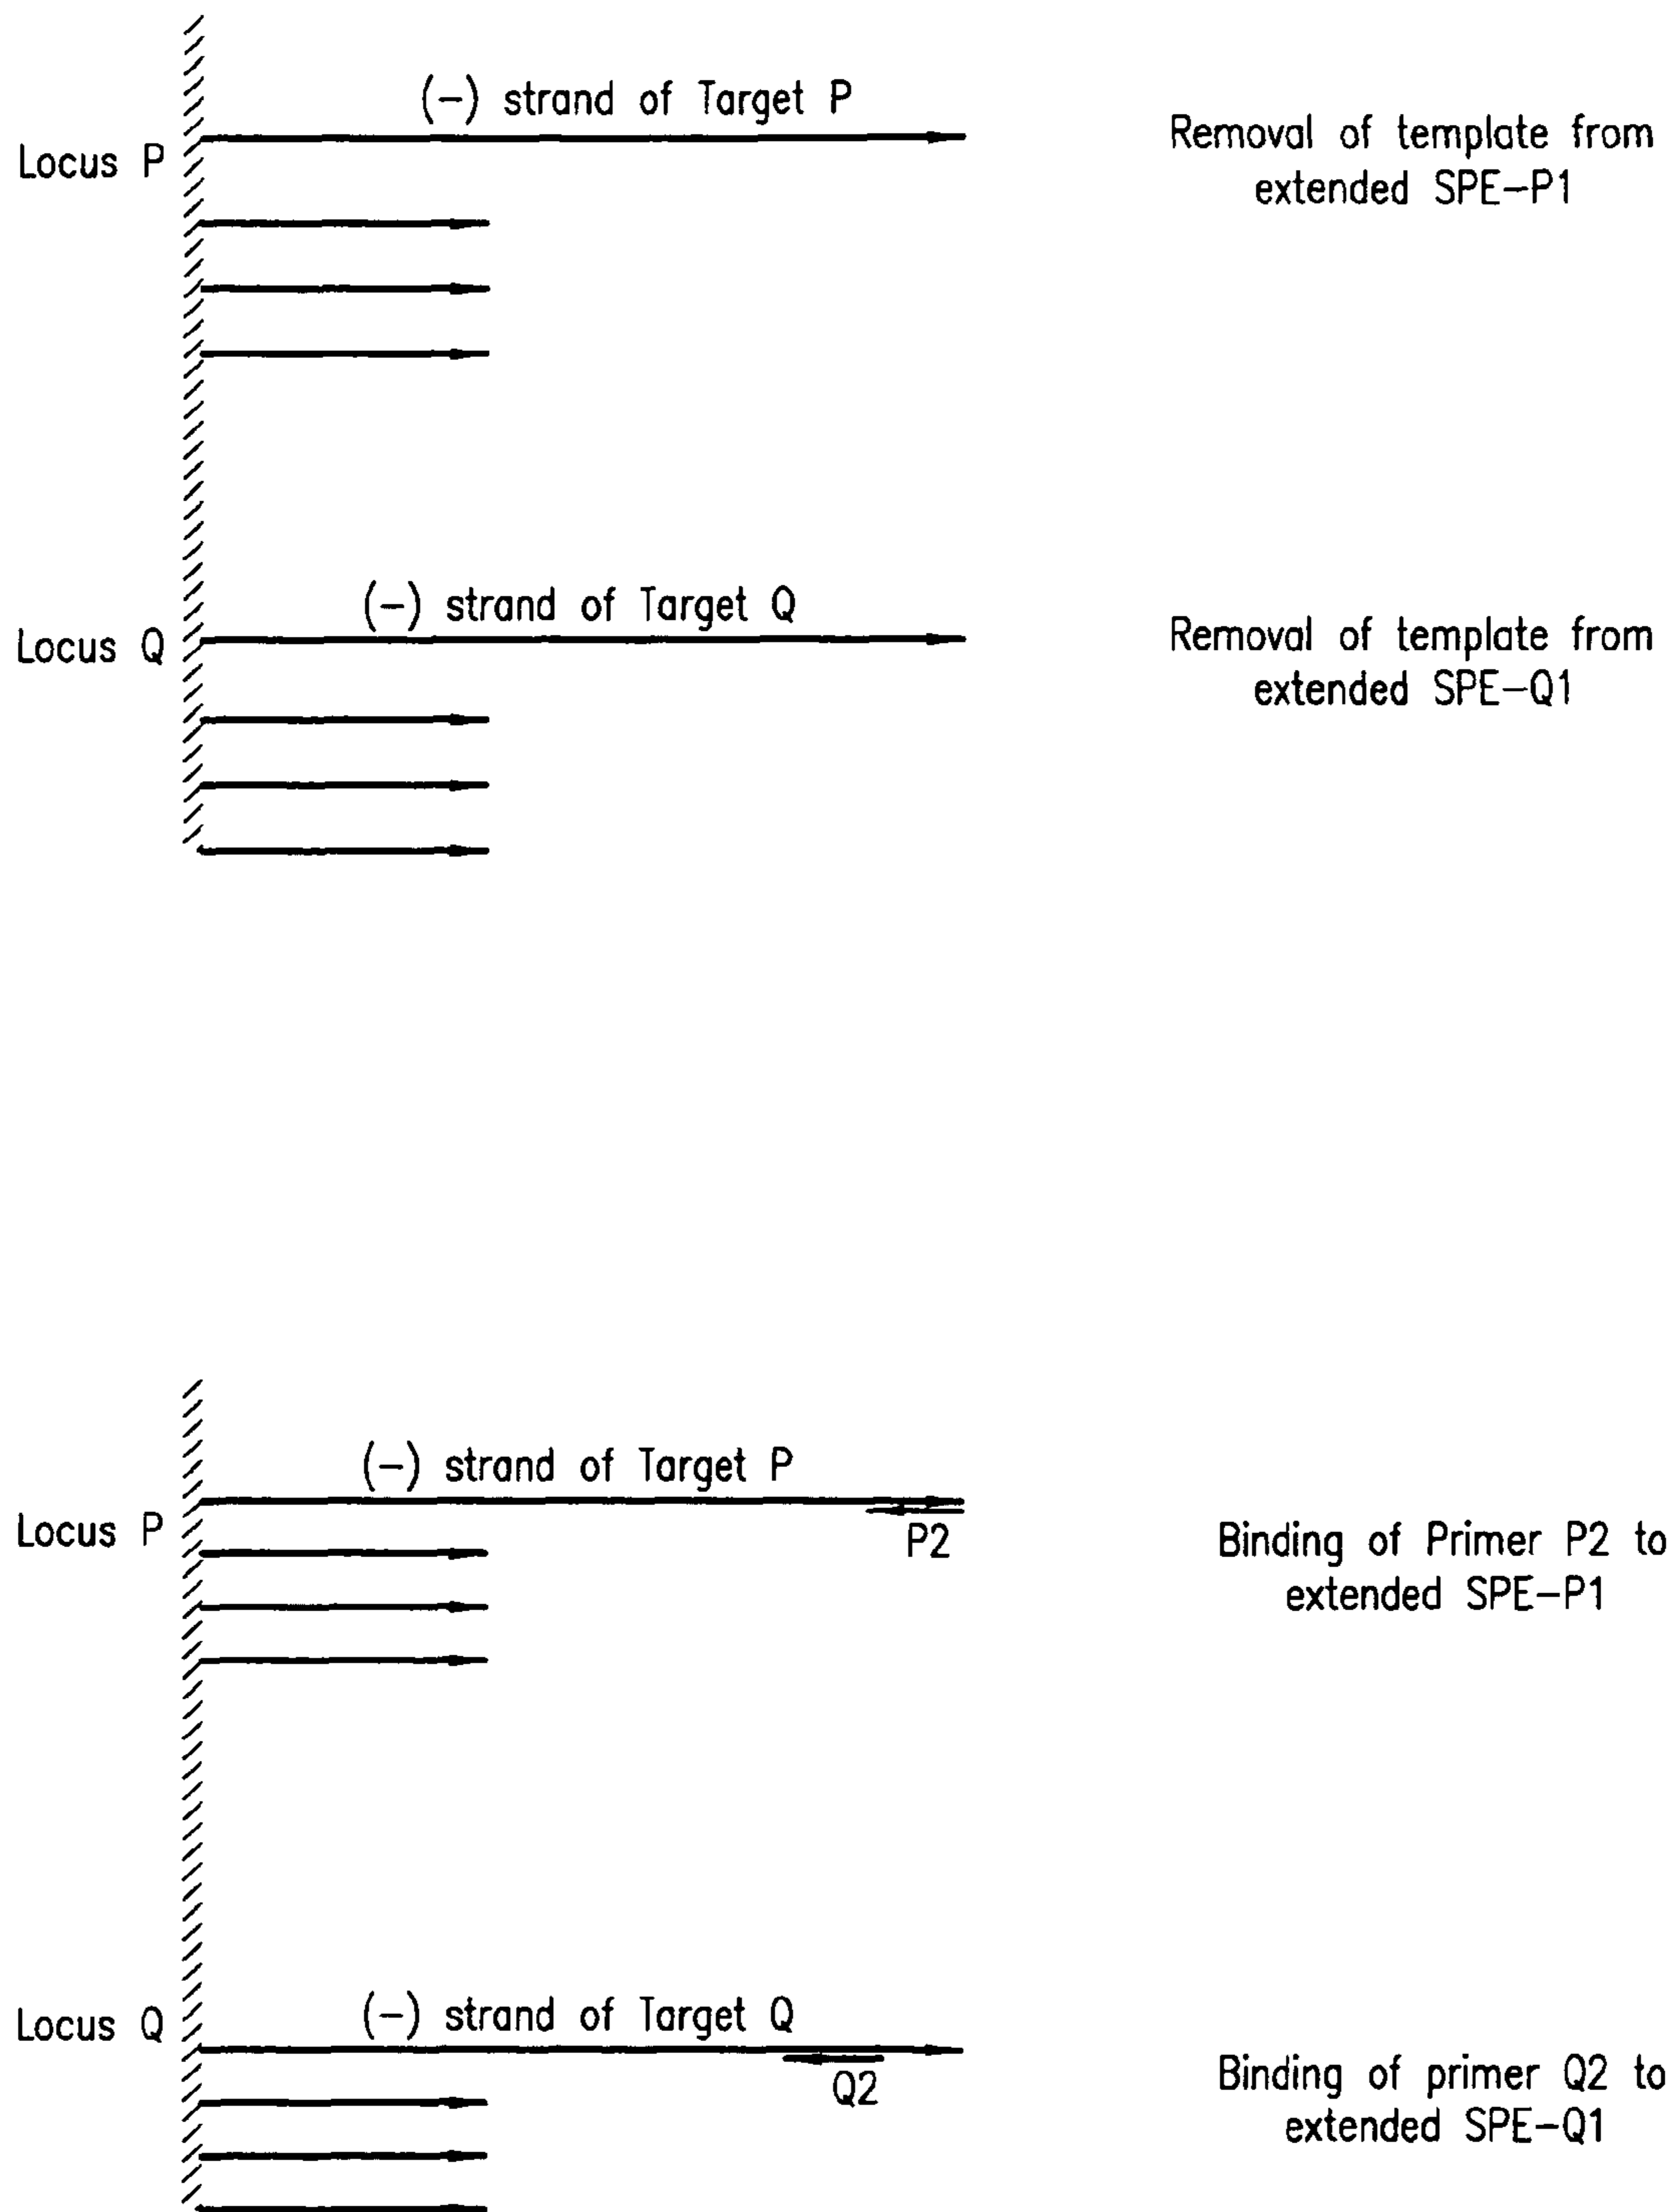 (-) strand of Target P
Locus P
Removal of template from
extended SPE-P1
(-) strand of Target Q
Locus Q
Removal of template from
extended SPE-Q1
(-) strand of Target P
Locus P
P2
Binding of Primer P2 to
extended SPE-P1
(-) strand of Target Q
Locus Q
Q2
Binding of primer Q2 to
extended SPE-Q1